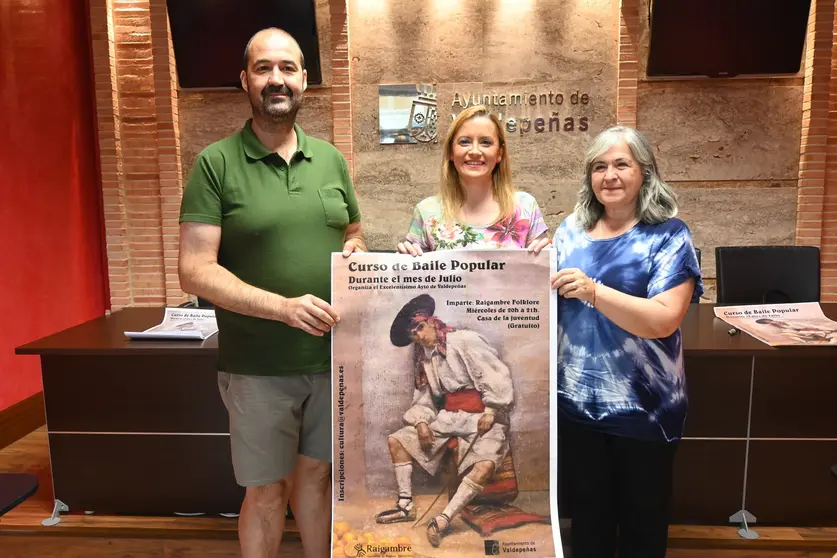 Ayuntamiento de
Valdepeñas
Curso de Baile Popular
Durante el mes de Julio
Organiza el Excelentísimo Ayto de Valdepeñas
Imparte: Raigambre Folklore
Miércoles de 20h a 21h.
Casa de la juventud
(Gratuito)
Inscripciones: cultura@valdepenas.es
Raigambre
Ayuntamiento de
Valdepeñas
Curso de Baile Popular
Curso de Baile Popular